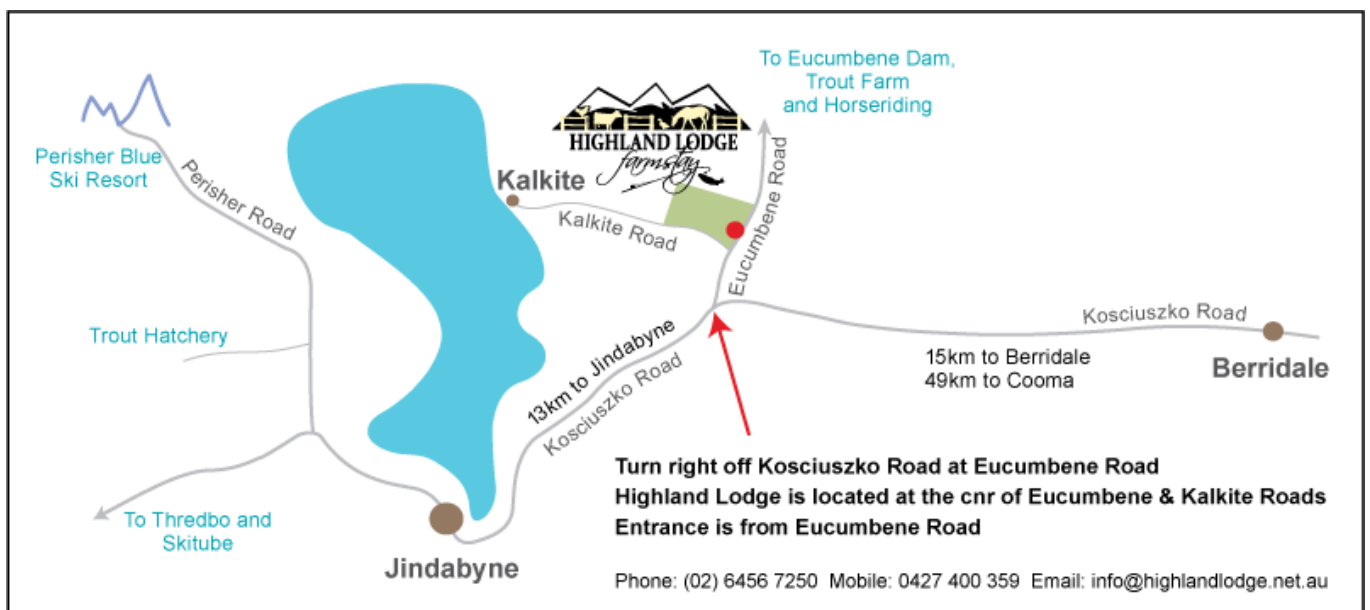 To Eucumbene Dam,
Trout Farm
and Horseriding
HIGHLAND LODGE
farmstay
Perisher Blue
Ski Resort
Perisher Road
Kalkite
Kalkite Road
Eucumbene Road
Trout Hatchery
Kosciuszko Road
Berridale
15km to Berridale
49km to Cooma
13km to Jindabyne
Kosciuszko Road
To Thredbo and
Skitube
Jindabyne
Turn right off Kosciuszko Road at Eucumbene Road
Highland Lodge is located at the cnr of Eucumbene & Kalkite Roads
Entrance is from Eucumbene Road
Phone: (02) 6456 7250 Mobile: 0427 400 359 Email: info@highlandlodge.net.au